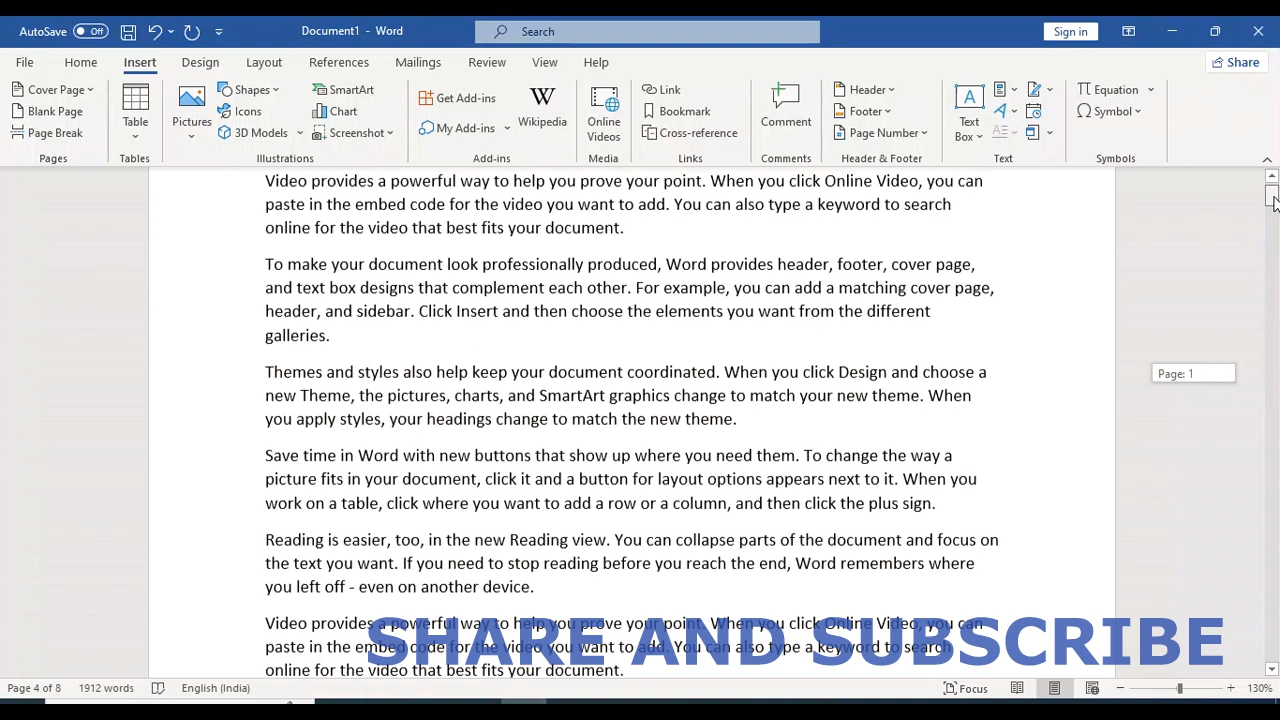 AutoSave Off Document1 - Word Search Sign in
File Home Insert Design Layout References Mailings Review View Help Share
Cover Page
Blank Page
Page Break
Pages
Table
Tables
Pictures
Shapes
Icons
3D Models
SmartArt
Chart
Screenshot
Illustrations
Get Add-ins
My Add-ins
Wikipedia
Add-ins
Online
Videos
Media
Link
Bookmark
Cross-reference
Links
Comment
Comments
Header
Footer
Page Number
Header & Footer
Text
Box
Text
Equation
Symbol
Symbols
Video provides a powerful way to help you prove your point. When you click Online Video, you can
paste in the embed code for the video you want to add. You can also type a keyword to search
online for the video that best fits your document.
To make your document look professionally produced, Word provides header, footer, cover page,
and text box designs that complement each other. For example, you can add a matching cover page,
header, and sidebar. Click Insert and then choose the elements you want from the different
galleries.
Themes and styles also help keep your document coordinated. When you click Design and choose a
new Theme, the pictures, charts, and SmartArt graphics change to match your new theme. When
you apply styles, your headings change to match the new theme.
Page: 1
Save time in Word with new buttons that show up where you need them. To change the way a
picture fits in your document, click it and a button for layout options appears next to it. When you
work on a table, click where you want to add a row or a column, and then click the plus sign.
Reading is easier, too, in the new Reading view. You can collapse parts of the document and focus on
the text you want. If you need to stop reading before you reach the end, Word remembers where
you left off - even on another device.
Video provides a powerful way to help you prove your point. When you click Online Video, you can
paste in the embed code for the video you want to add. You can also type a keyword to search
online for the video that best fits your document.
SHARE AND SUBSCRIBE
Page 4 of 8 1912 words English (India) Focus 130%